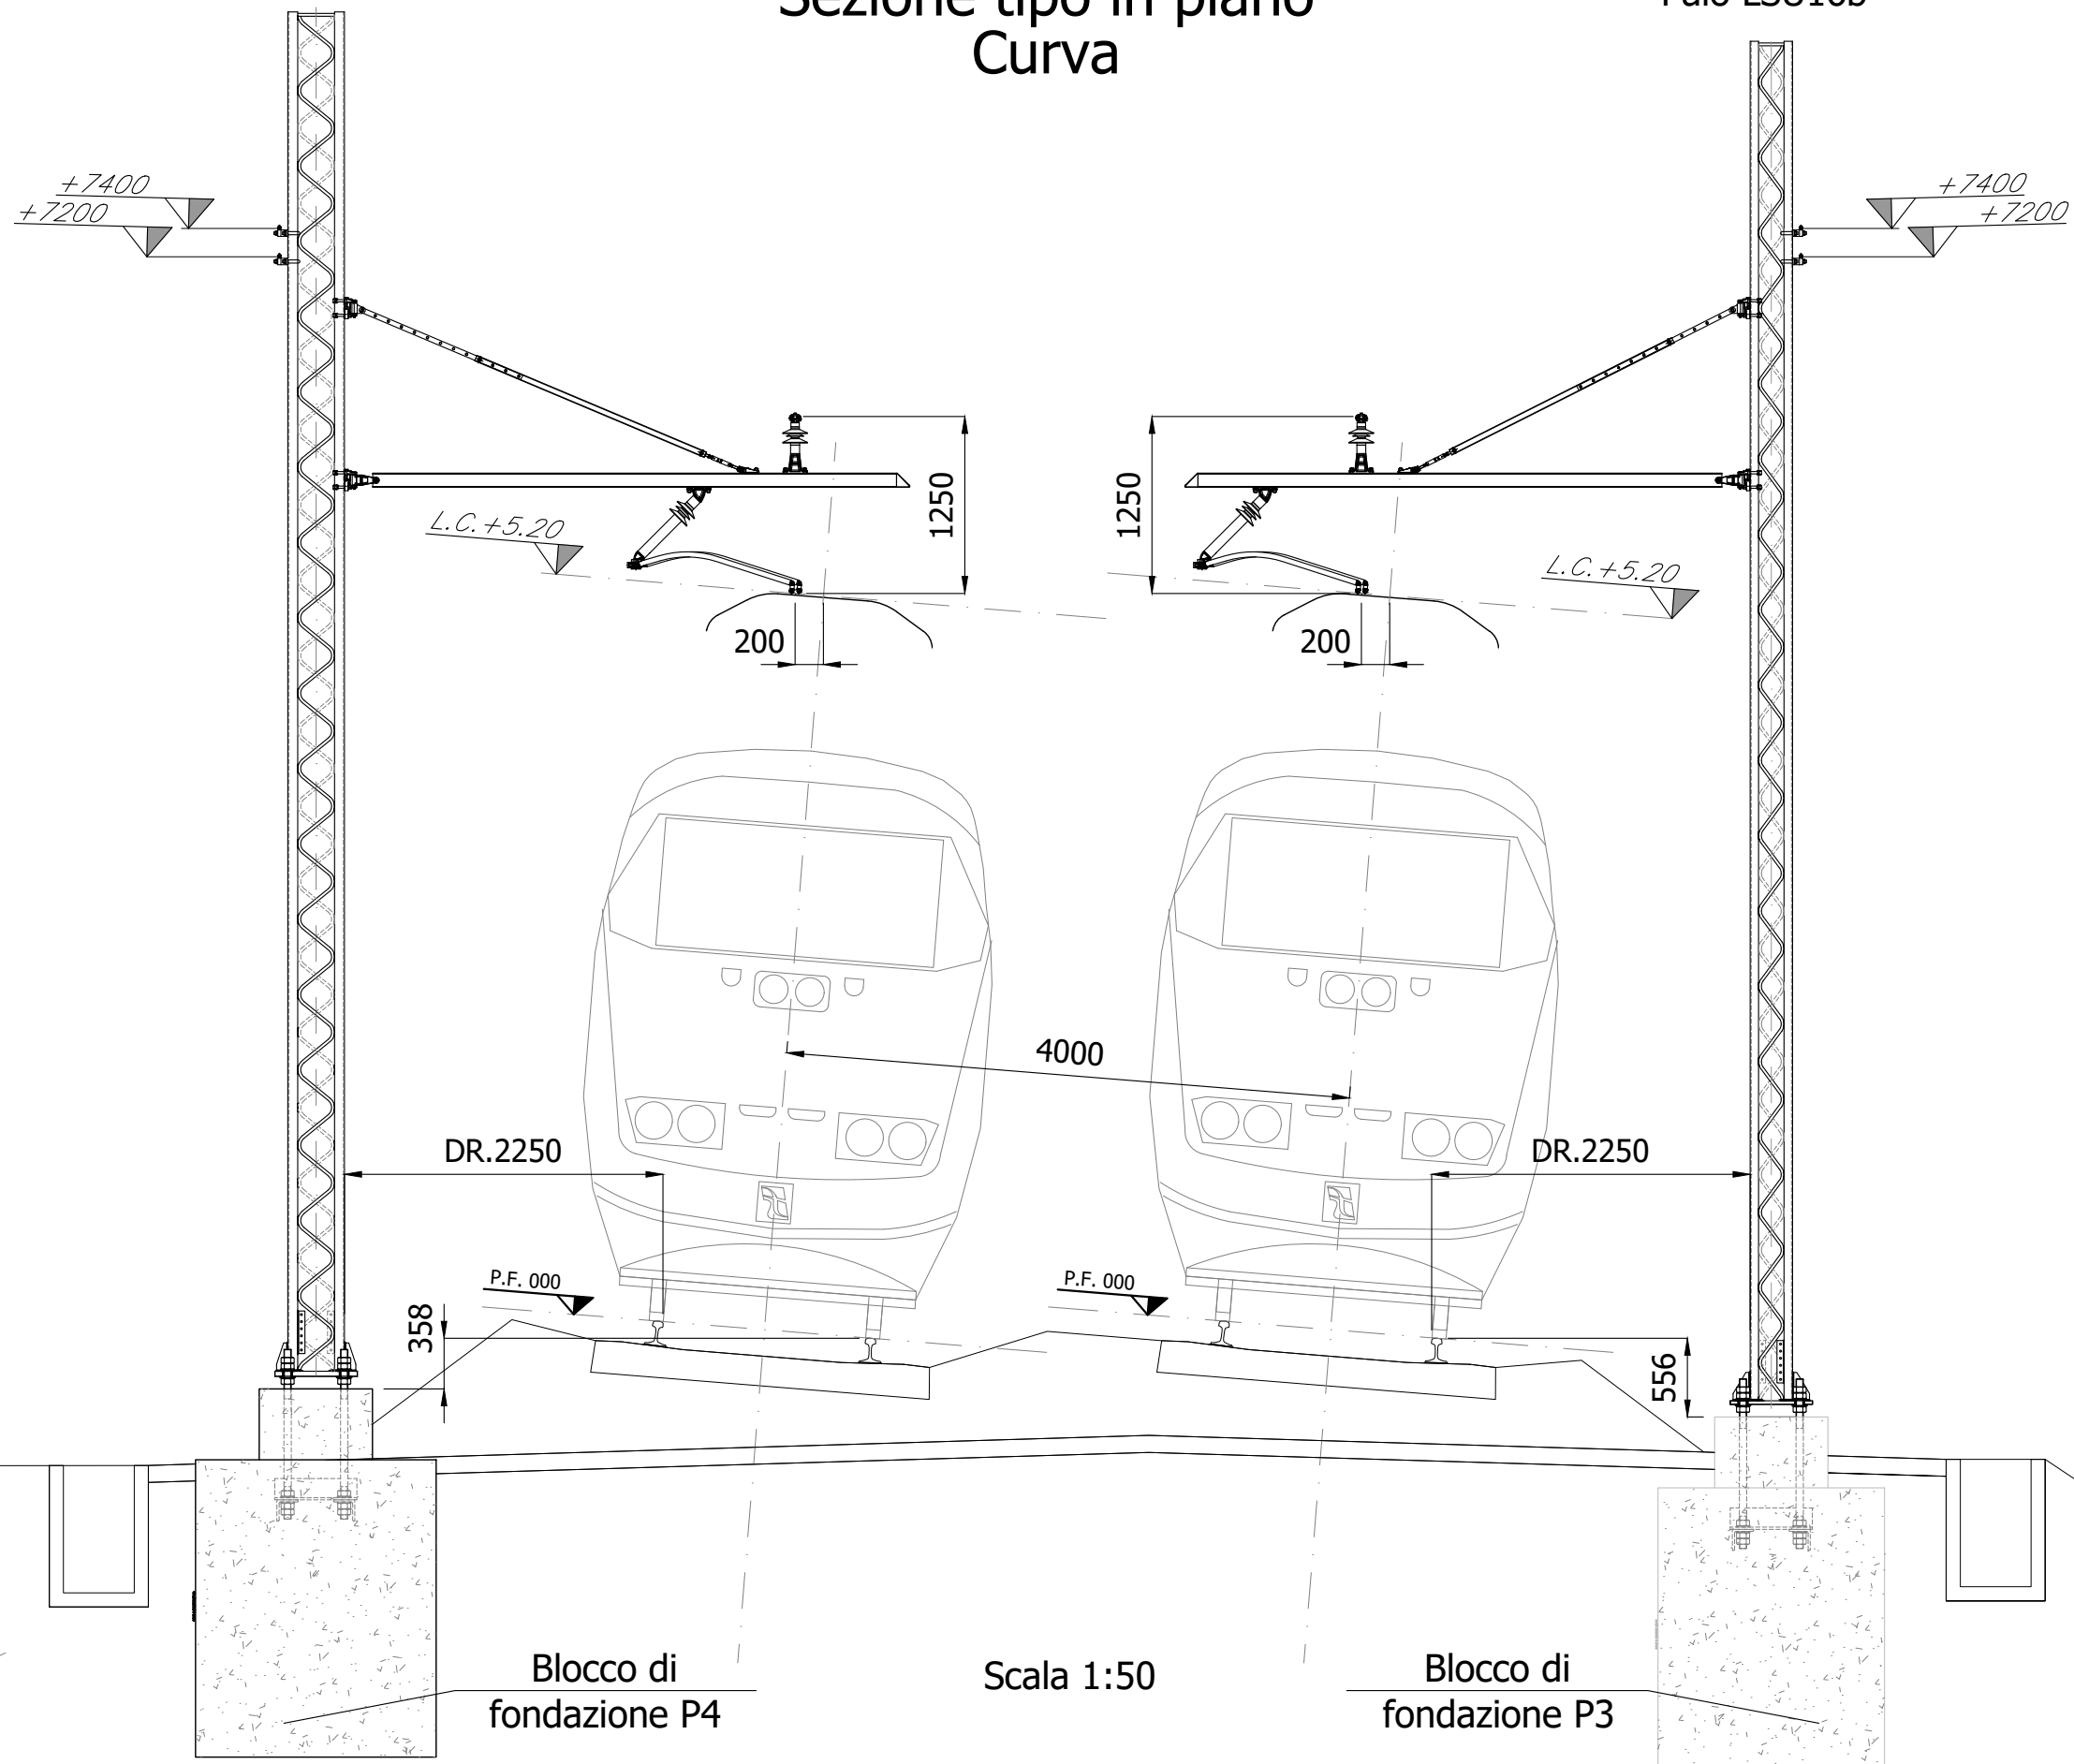 Sezione tipo in piano
Curva
+7400
+7200
+7400
+7200
1250
1250
L.C.+5.20
L.C.+5.20
200
200
4000
DR.2250
DR.2250
P.F. 000
P.F. 000
358
556
Blocco di
fondazione P4
Scala 1:50
Blocco di
fondazione P3